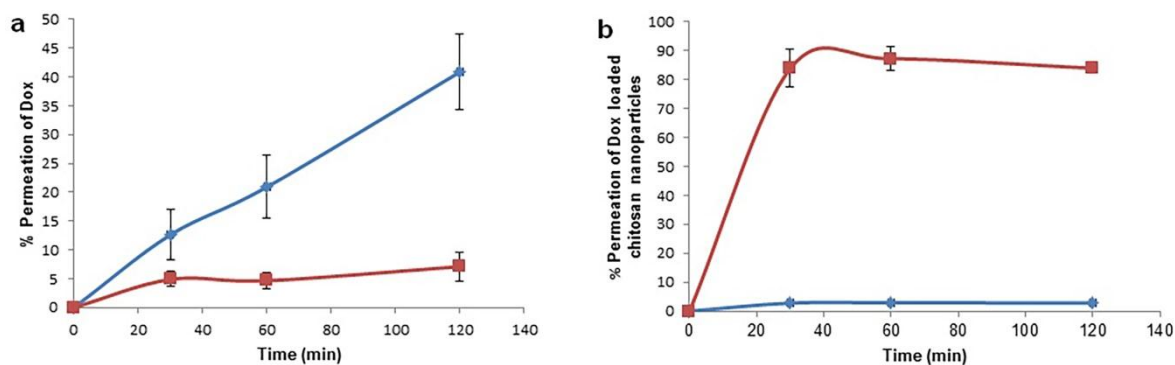 a
% Permeation of Dox
50
45
40
35
30
25
20
15
10
5
0
0 20 40 60 80 100 120 140
Time (min)
b
% Permeation of Dox loaded
chitosan nanoparticles
100
90
80
70
60
50
40
30
20
10
0
0 20 40 60 80 100 120 140
Time (min)